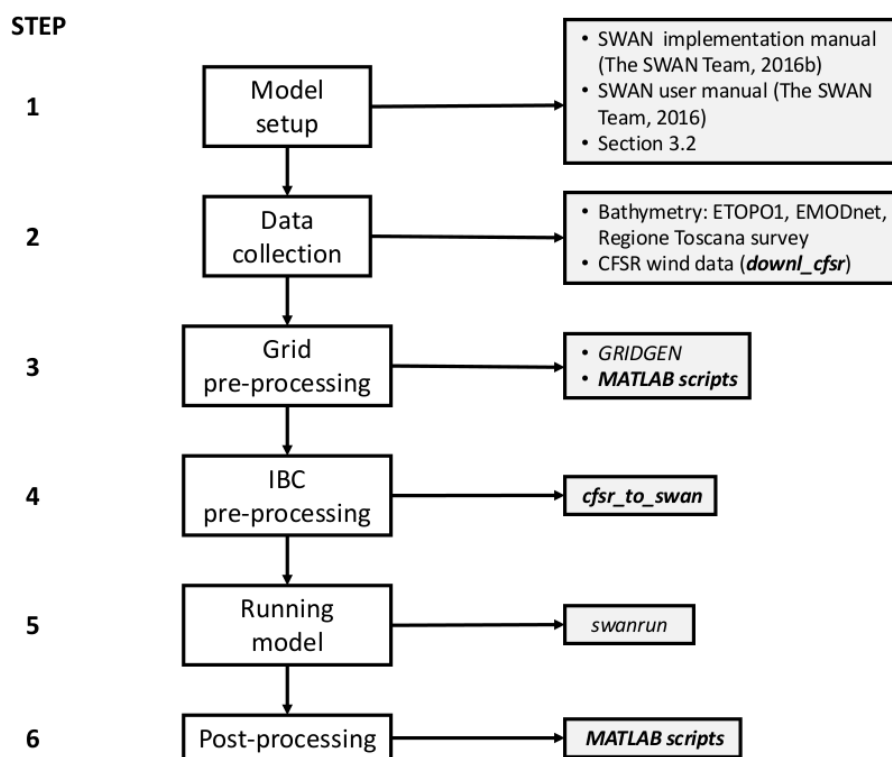 STEP
1
Model
setup
• SWAN implementation manual
(The SWAN Team, 2016b)
• SWAN user manual (The SWAN
Team, 2016)
• Section 3.2
2
Data
collection
• Bathymetry: ETOPO1, EMODnet,
Regione Toscana survey
• CFSR wind data (downl_cfsr)
3
Grid
pre-processing
• GRIDGEN
• MATLAB scripts
4
IBC
pre-processing
cfsr_to_swan
5
Running
model
swanrun
6
Post-processing
MATLAB scripts